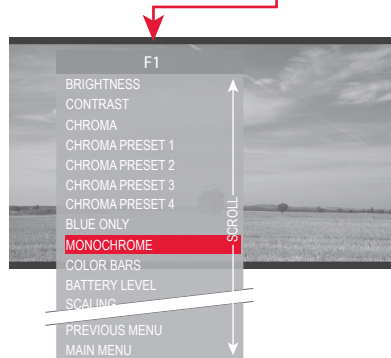 F1
BRIGHTNESS
CONTRAST
CHROMA
CHROMA PRESET 1
CHROMA PRESET 2
CHROMA PRESET 3
CHROMA PRESET 4
BLUE ONLY
MONOCHROME
COLOR BARS
BATTERY LEVEL
SCALING
PREVIOUS MENU
MAIN MENU
SCROLL